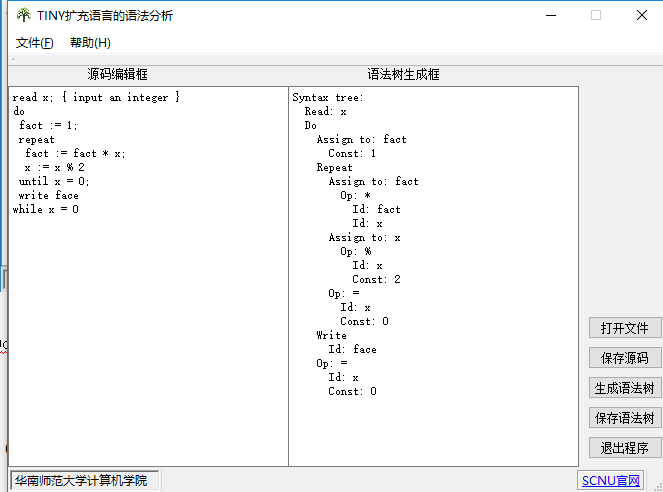 TINY扩充语言的语法分析
文件(F) 帮助(H)
源码编辑框 语法树生成框
read x; { input an integer }
do
fact := 1;
repeat
fact := fact * x;
x := x % 2
until x = 0;
write face
while x = 0
Syntax tree:
Read: x
Do
Assign to: fact
Const: 1
Repeat
Assign to: fact
Op: *
Id: fact
Id: x
Assign to: x
Op: %
Id: x
Const: 2
Op: =
Id: x
Const: 0
Write
Id: face
Op: =
Id: x
Const: 0
打开文件
保存源码
生成语法树
保存语法树
退出程序
华南师范大学计算机学院 SCNU官网